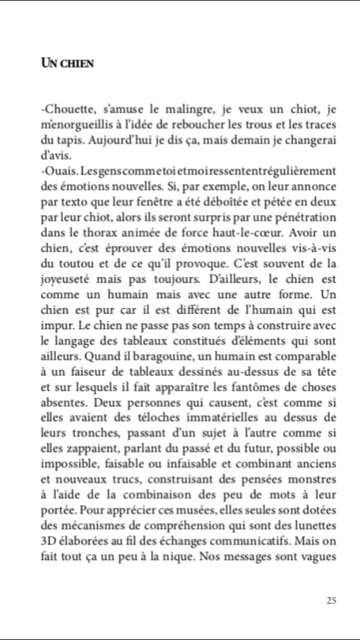 UN CHIEN
-Chouette, s'amuse le malingre, je veux un chiot, je
m'enorgueillis à l'idée de reboucher les trous et les traces
du tapis. Aujourd'hui je dis ça, mais demain je changerai
d'avis.
-Ouais. Les gens comme toi et moi ressentent régulièrement
des émotions nouvelles. Si, par exemple, on leur annonce
par texto que leur fenêtre a été déboîtée et pétée en deux
par leur chiot, alors ils seront surpris par une pénétration
dans le thorax animée de force haut-le-cœur. Avoir un
chien, c'est éprouver des émotions nouvelles vis-à-vis
du toutou et de ce qu'il provoque. C'est souvent de la
joyeuseté mais pas toujours. D'ailleurs, le chien est
comme un humain mais avec une autre forme. Un
chien est pur car il est différent de l'humain qui est
impur. Le chien ne passe pas son temps à construire avec
le langage des tableaux constitués d'éléments qui sont
ailleurs. Quand il baragouine, un humain est comparable
à un faiseur de tableaux dessinés au-dessus de sa tête
et sur lesquels il fait apparaître les fantômes de choses
absentes. Deux personnes qui causent, c'est comme si
elles avaient des téloches immatérielles au dessus de
leurs tronches, passant d'un sujet à l'autre comme si
elles zappaient, parlant du passé et du futur, possible ou
impossible, faisable ou infaisable et combinant anciens
et nouveaux trucs, construisant des pensées monstres
à l'aide de la combinaison des peu de mots à leur
portée. Pour apprécier ces musées, elles seules sont dotées
des mécanismes de compréhension qui sont des lunettes
3D élaborées au fil des échanges communicatifs. Mais on
fait tout ça un peu à la nique. Nos messages sont vagues
25